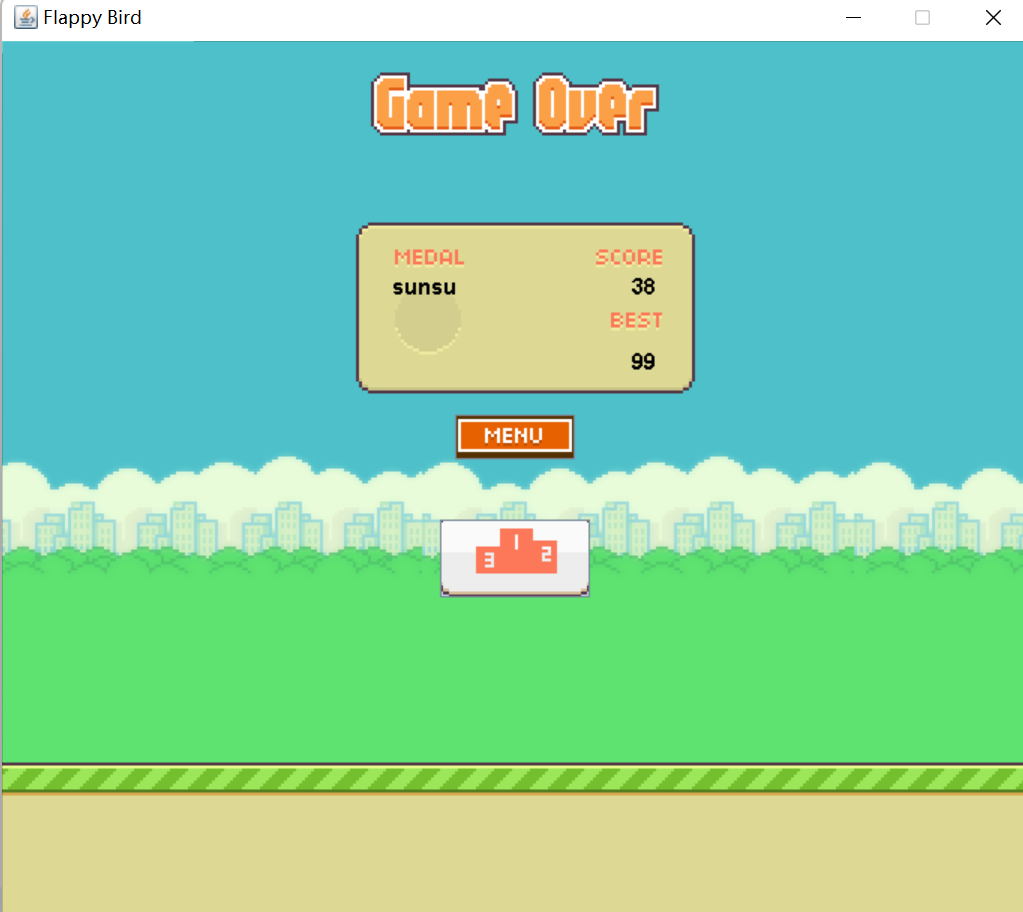 Flappy Bird
Game Over
MEDAL SCORE
sunsu 38
BEST
99
MENU
3 1 2